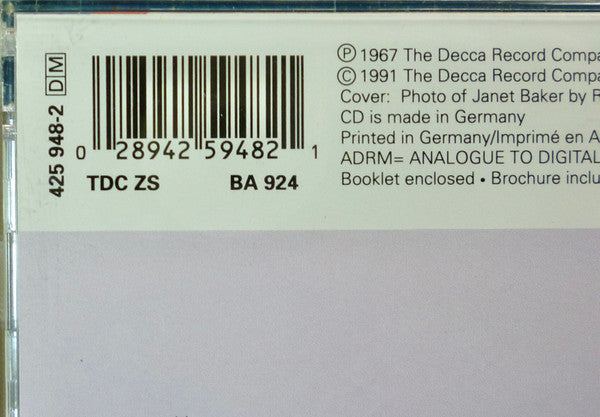 425 948-2 DM
0 28942 59482 1
TDC ZS BA 924
Ⓟ 1967 The Decca Record Compa
Ⓒ 1991 The Decca Record Compa
Cover: Photo of Janet Baker by R
CD is made in Germany
Printed in Germany/Imprimé en A
ADRM= ANALOGUE TO DIGITAL
Booklet enclosed • Brochure inclu